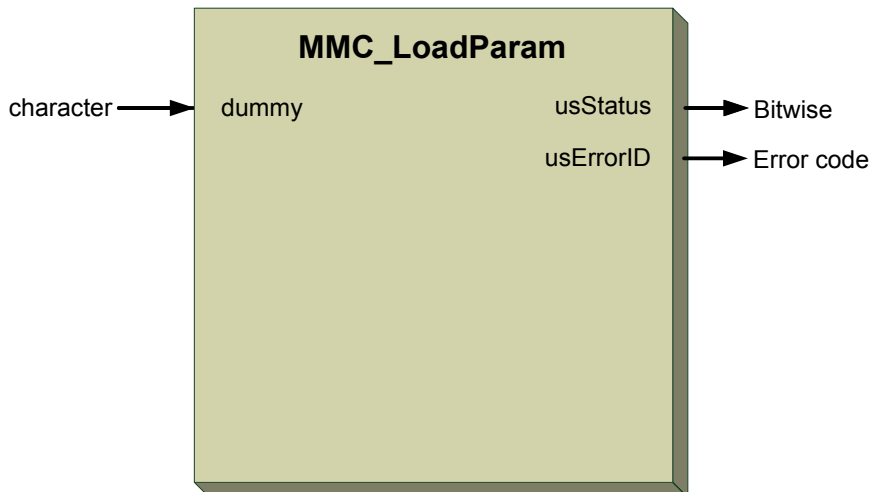 MMC_LoadParam
character dummy usStatus Bitwise
usErrorID Error code